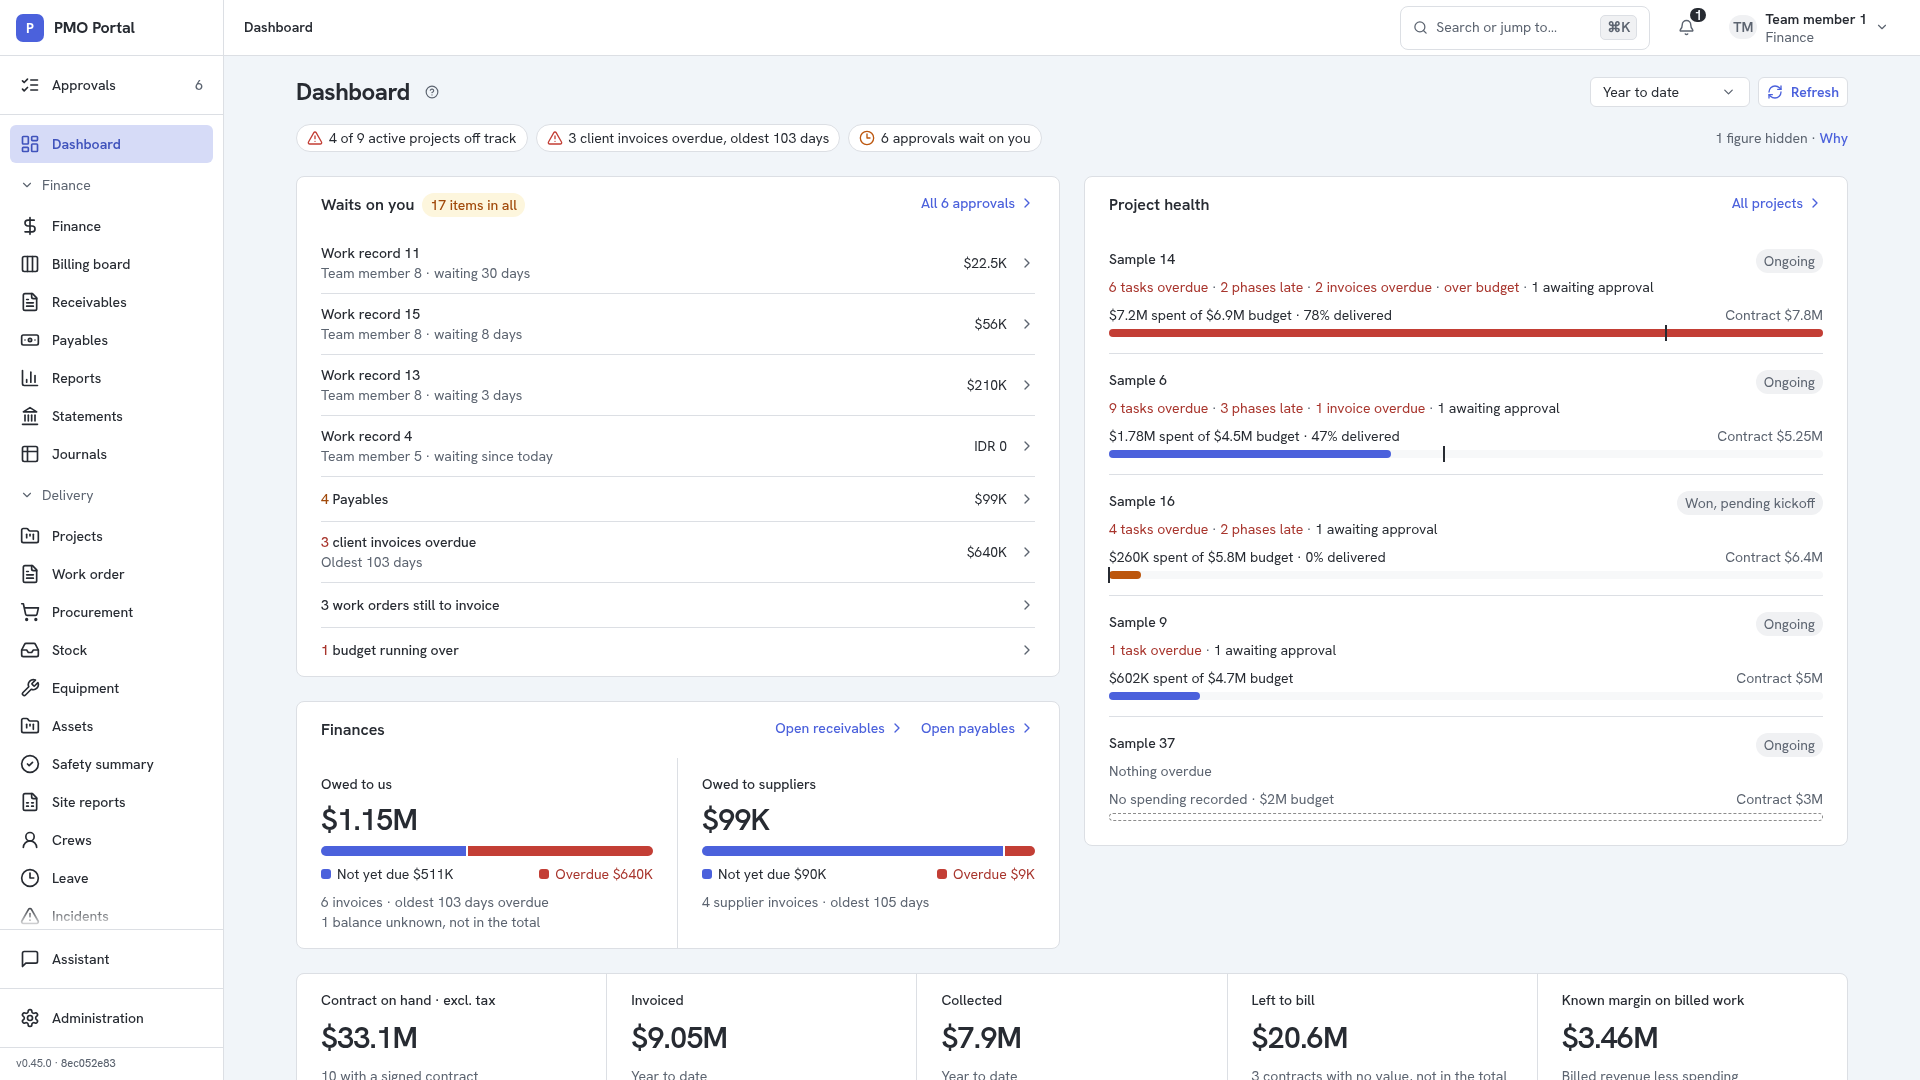 P PMO Portal
Dashboard
Search or jump to...
⌘K
1
TM
Team member 1
Finance
Approvals 6
Dashboard
Finance
Finance
Billing board
Receivables
Payables
Reports
Statements
Journals
Delivery
Projects
Work order
Procurement
Stock
Equipment
Assets
Safety summary
Site reports
Crews
Leave
Incidents
Assistant
Administration
v0.45.0 · 8ec052e83
Dashboard
Year to date
Refresh
4 of 9 active projects off track
3 client invoices overdue, oldest 103 days
6 approvals wait on you
1 figure hidden · Why
Waits on you 17 items in all
All 6 approvals
Work record 11
Team member 8 · waiting 30 days
$22.5K
Work record 15
Team member 8 · waiting 8 days
$56K
Work record 13
Team member 8 · waiting 3 days
$210K
Work record 4
Team member 5 · waiting since today
IDR 0
4 Payables
$99K
3 client invoices overdue
Oldest 103 days
$640K
3 work orders still to invoice
1 budget running over
Finances
Open receivables
Open payables
Owed to us
$1.15M
Not yet due $511K
Overdue $640K
6 invoices · oldest 103 days overdue
1 balance unknown, not in the total
Owed to suppliers
$99K
Not yet due $90K
Overdue $9K
4 supplier invoices · oldest 105 days
Project health
All projects
Sample 14
Ongoing
6 tasks overdue · 2 phases late · 2 invoices overdue · over budget · 1 awaiting approval
$7.2M spent of $6.9M budget · 78% delivered
Contract $7.8M
Sample 6
Ongoing
9 tasks overdue · 3 phases late · 1 invoice overdue · 1 awaiting approval
$1.78M spent of $4.5M budget · 47% delivered
Contract $5.25M
Sample 16
Won, pending kickoff
4 tasks overdue · 2 phases late · 1 awaiting approval
$260K spent of $5.8M budget · 0% delivered
Contract $6.4M
Sample 9
Ongoing
1 task overdue · 1 awaiting approval
$602K spent of $4.7M budget
Contract $5M
Sample 37
Ongoing
Nothing overdue
No spending recorded · $2M budget
Contract $3M
Contract on hand · excl. tax
$33.1M
10 with a signed contract
Invoiced
$9.05M
Year to date
Collected
$7.9M
Year to date
Left to bill
$20.6M
3 contracts with no value, not in the total
Known margin on billed work
$3.46M
Billed revenue less spending